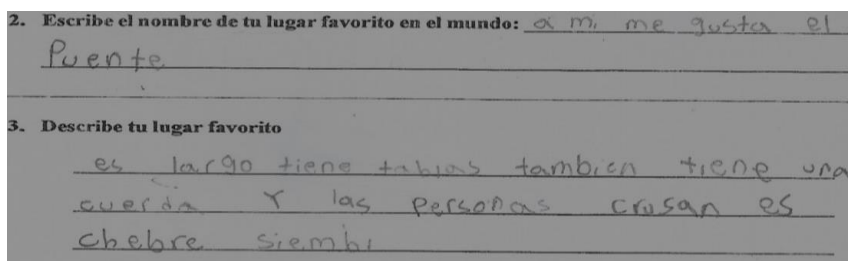 2. Escribe el nombre de tu lugar favorito en el mundo: a mi me gusta el
Puente
3. Describe tu lugar favorito
es largo tiene tablas tambien tiene una
cuerda Y las Personas crusan es
chebre